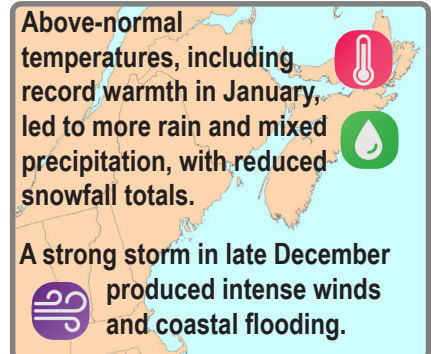 Above-normal
temperatures, including
record warmth in January,
led to more rain and mixed
precipitation, with reduced
snowfall totals.
A strong storm in late December
produced intense winds
and coastal flooding.